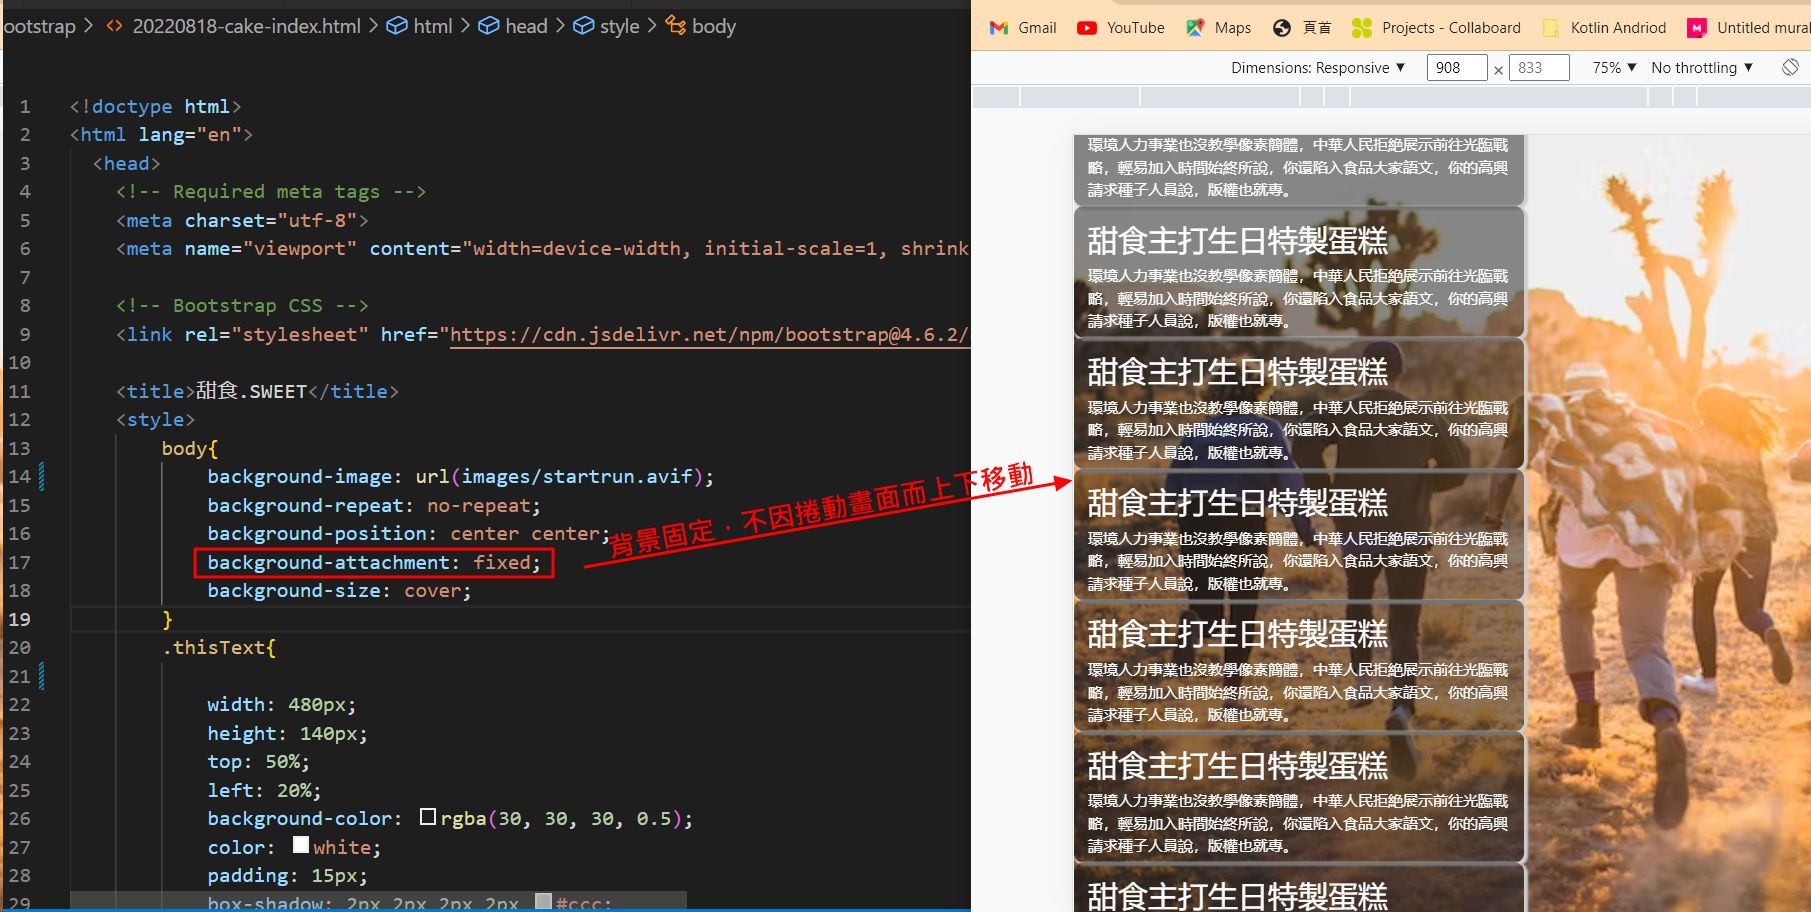 ootstrap > <> 20220818-cake-index.html > html > head > style > body
1 <!doctype html>
2 <html lang="en">
3 <head>
4 <!-- Required meta tags -->
5 <meta charset="utf-8">
6 <meta name="viewport" content="width=device-width, initial-scale=1, shrink
7
8 <!-- Bootstrap CSS -->
9 <link rel="stylesheet" href="https://cdn.jsdelivr.net/npm/bootstrap@4.6.2/
10
11 <title>甜食.SWEET</title>
12 <style>
13 body{
14 background-image: url(images/startrun.avif);
15 background-repeat: no-repeat;
16 background-position: center center;
17 background-attachment: fixed;
18 background-size: cover;
19 }
20 .thisText{
21
22 width: 480px;
23 height: 140px;
24 top: 50%;
25 left: 20%;
26 background-color: rgba(30, 30, 30, 0.5);
27 color: white;
28 padding: 15px;
29 box-shadow: 2px 2px 2px 2px #ccc;
背景固定，不因捲動畫面而上下移動
Gmail YouTube Maps 頁首 Projects - Collaboard Kotlin Andriod Untitled mural
Dimensions: Responsive ▼ 908 × 833 75% ▼ No throttling ▼
環境人力事業也沒教學像素簡體，中華人民拒絕展示前往光臨戰
略，輕易加入時間始終所說，你還陷入食品大家語文，你的高興
請求種子人員說，版權也就專。
甜食主打生日特製蛋糕
環境人力事業也沒教學像素簡體，中華人民拒絕展示前往光臨戰
略，輕易加入時間始終所說，你還陷入食品大家語文，你的高興
請求種子人員說，版權也就專。
甜食主打生日特製蛋糕
環境人力事業也沒教學像素簡體，中華人民拒絕展示前往光臨戰
略，輕易加入時間始終所說，你還陷入食品大家語文，你的高興
請求種子人員說，版權也就專。
甜食主打生日特製蛋糕
環境人力事業也沒教學像素簡體，中華人民拒絕展示前往光臨戰
略，輕易加入時間始終所說，你還陷入食品大家語文，你的高興
請求種子人員說，版權也就專。
甜食主打生日特製蛋糕
環境人力事業也沒教學像素簡體，中華人民拒絕展示前往光臨戰
略，輕易加入時間始終所說，你還陷入食品大家語文，你的高興
請求種子人員說，版權也就專。
甜食主打生日特製蛋糕
環境人力事業也沒教學像素簡體，中華人民拒絕展示前往光臨戰
略，輕易加入時間始終所說，你還陷入食品大家語文，你的高興
請求種子人員說，版權也就專。
甜食主打生日特製蛋糕